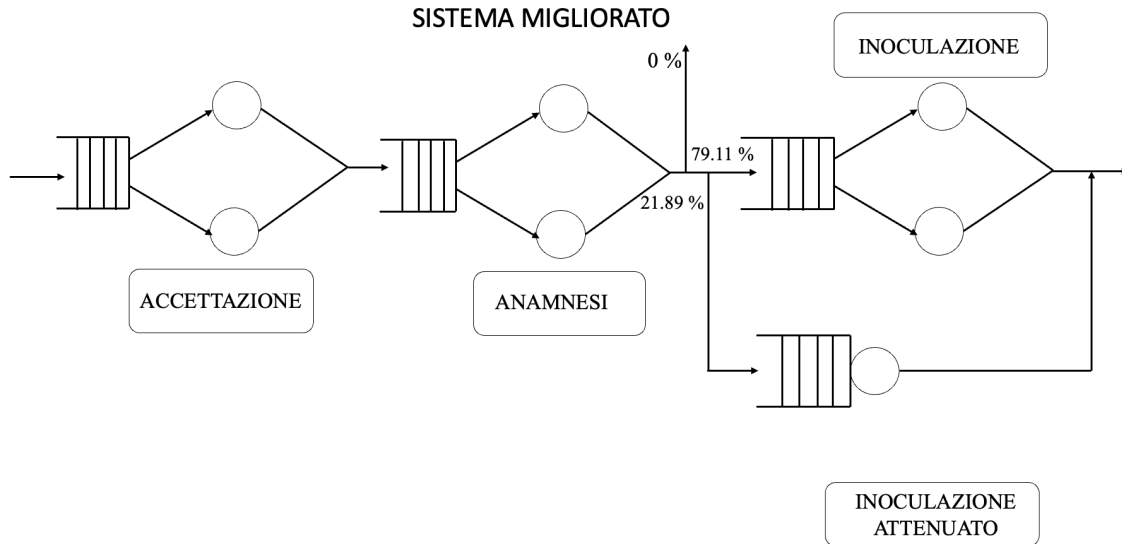 SISTEMA MIGLIORATO
0 %
INOCULAZIONE
79.11 %
21.89 %
ACCETTAZIONE
ANAMNESI
INOCULAZIONE
ATTENUATO